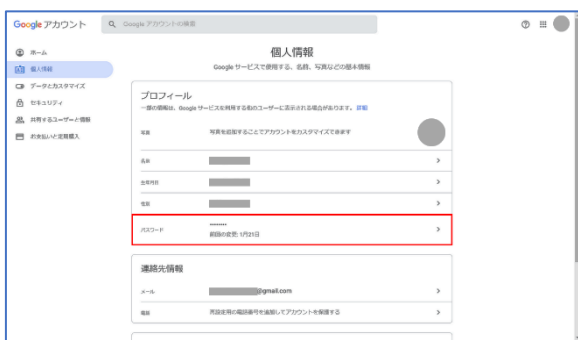 Google アカウント
Google アカウントの検索
ホーム
個人情報
データとカスタマイズ
セキュリティ
共有するユーザーと情報
お支払いと定期購入
個人情報
Google サービスで使用する、名前、写真などの基本情報
プロフィール
一部の情報は、Google サービスを利用する他のユーザーに表示される場合があります。 詳細
写真
写真を追加することでアカウントをカスタマイズできます
名前
生年月日
性別
パスワード
••••••••
前回の変更: 1月21日
連絡先情報
メール
@gmail.com
電話
再設定用の電話番号を追加してアカウントを保護する